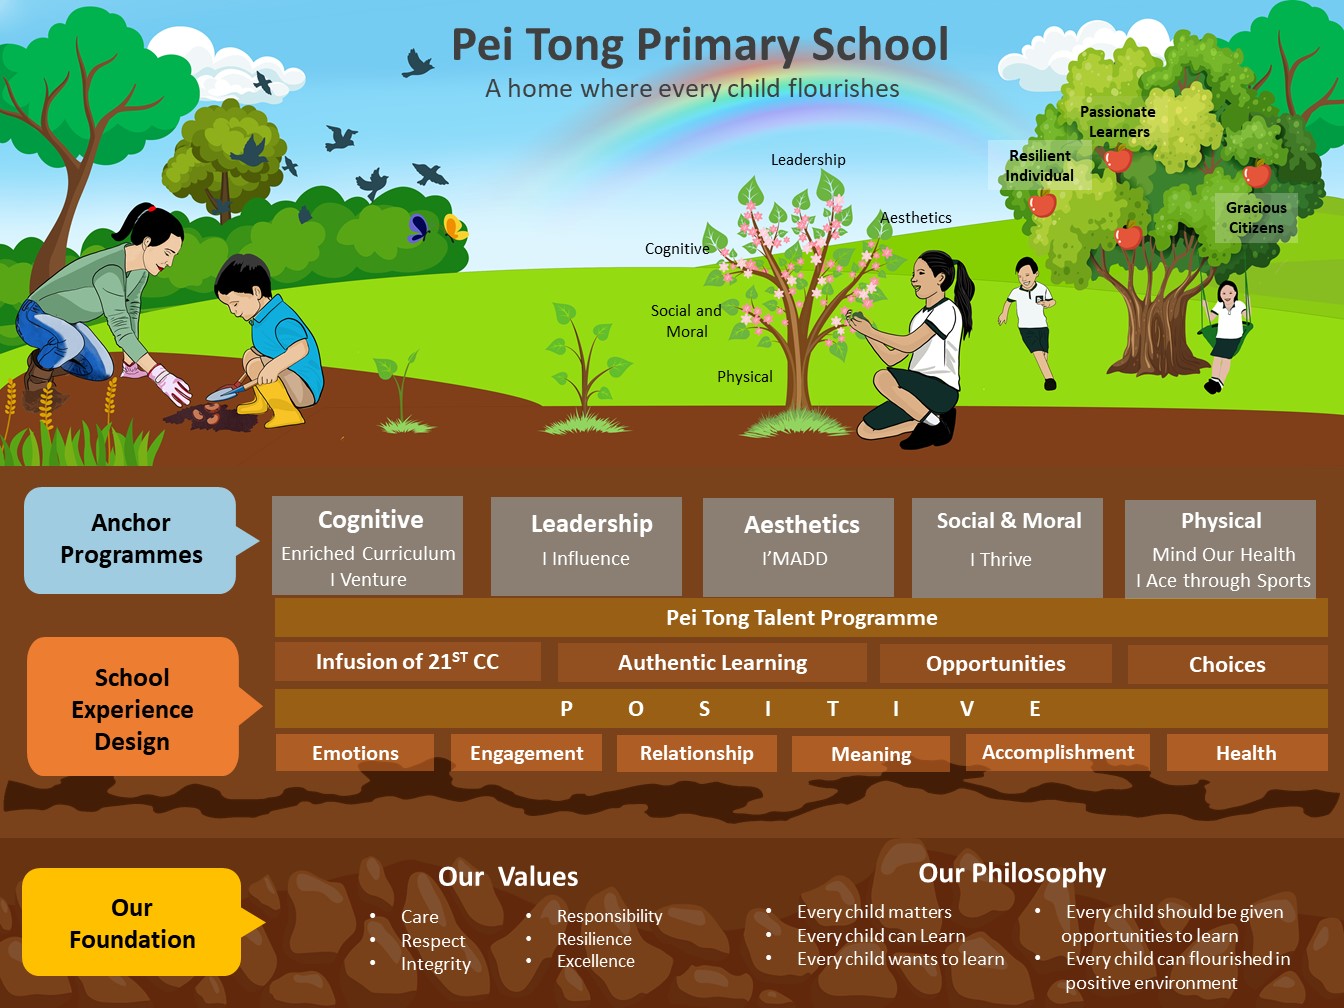 Pei Tong Primary School
A home where every child flourishes
Passionate
Learners
Resilient
Individual
Gracious
Citizens
Leadership
Aesthetics
Cognitive
Social and
Moral
Physical
Anchor
Programmes
Cognitive
Enriched Curriculum
I Venture
Leadership
I Influence
Aesthetics
I'MADD
Social & Moral
I Thrive
Physical
Mind Our Health
I Ace through Sports
Pei Tong Talent Programme
School
Experience
Design
Infusion of 21ST CC
Authentic Learning
Opportunities
Choices
P O S I T I V E
Emotions
Engagement
Relationship
Meaning
Accomplishment
Health
Our
Foundation
Our Values
• Care
• Respect
• Integrity
• Responsibility
• Resilience
• Excellence
Our Philosophy
• Every child matters
• Every child can Learn
• Every child wants to learn
• Every child should be given
opportunities to learn
• Every child can flourished in
positive environment